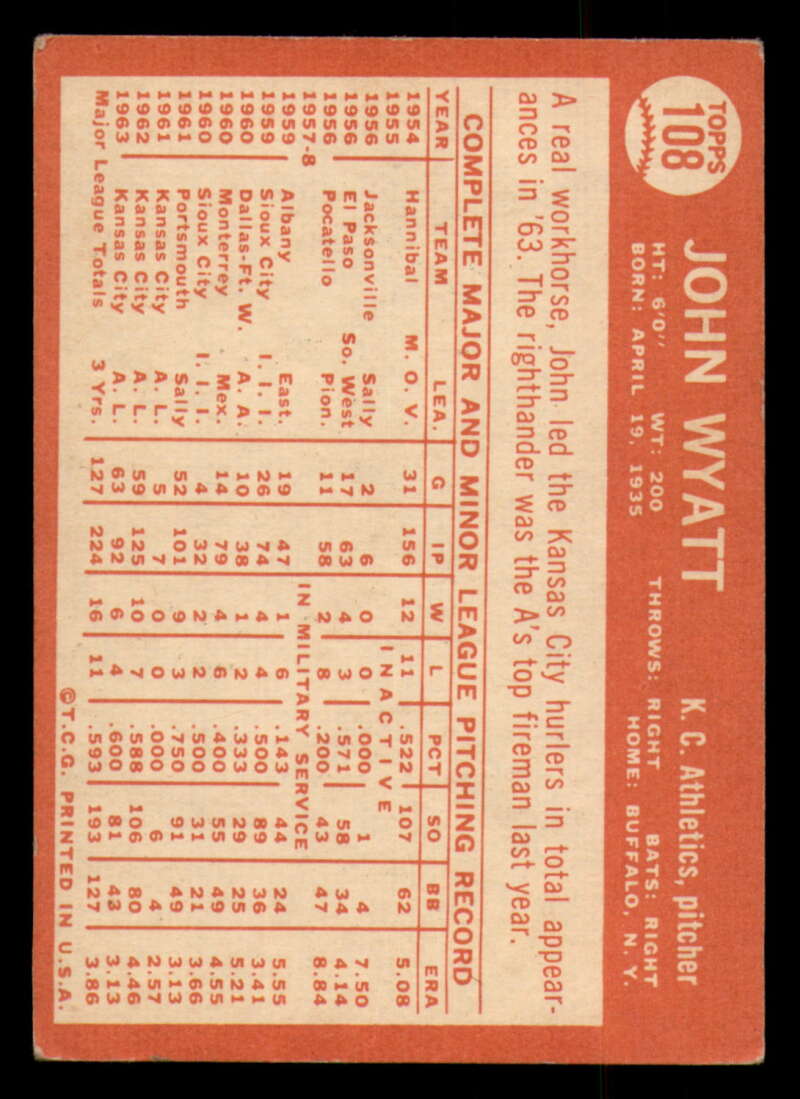 TOPPS
108
JOHN WYATT
K. C. Athletics, pitcher
HT: 6'0" WT: 200 THROWS: RIGHT BATS: RIGHT
BORN: APRIL 19, 1935 HOME: BUFFALO, N. Y.
A real workhorse, John led the Kansas City hurlers in total appear-
ances in '63. The righthander was the A's top fireman last year.
COMPLETE MAJOR AND MINOR LEAGUE PITCHING RECORD
YEAR TEAM LEA. G IP W L PCT SO BB ERA
1954 Hannibal M. O. V. 31 156 12 11 .522 107 62 5.08
1955 INACTIVE
1956 Jacksonville Sally 2 6 0 0 .000 1 4 7.50
1956 El Paso So. West 17 63 4 3 .571 58 34 4.14
1956 Pocatello Pion. 11 58 2 8 .200 43 47 8.84
1957-8 IN MILITARY SERVICE
1959 Albany East. 19 47 1 6 .143 44 24 5.55
1959 Sioux City I. I. I. 26 74 4 4 .500 89 36 3.41
1960 Dallas-Ft. W. A. A. 10 38 1 2 .333 29 25 5.21
1960 Monterrey Mex. 14 79 4 6 .400 55 49 4.55
1960 Sioux City I. I. I. 4 32 2 2 .500 31 21 3.66
1961 Portsmouth Sally 52 101 9 3 .750 91 49 3.13
1961 Kansas City A. L. 5 7 0 0 .000 6 4 2.57
1962 Kansas City A. L. 59 125 10 7 .588 106 80 4.46
1963 Kansas City A. L. 63 92 6 4 .600 81 43 3.13
Major League Totals 3 Yrs. 127 224 16 11 .593 193 127 3.86
©T.C.G. PRINTED IN U.S.A.